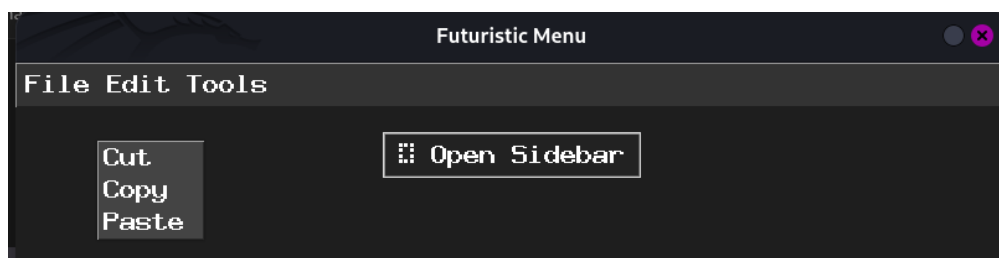 Futuristic Menu
File Edit Tools
Open Sidebar
Cut
Copy
Paste